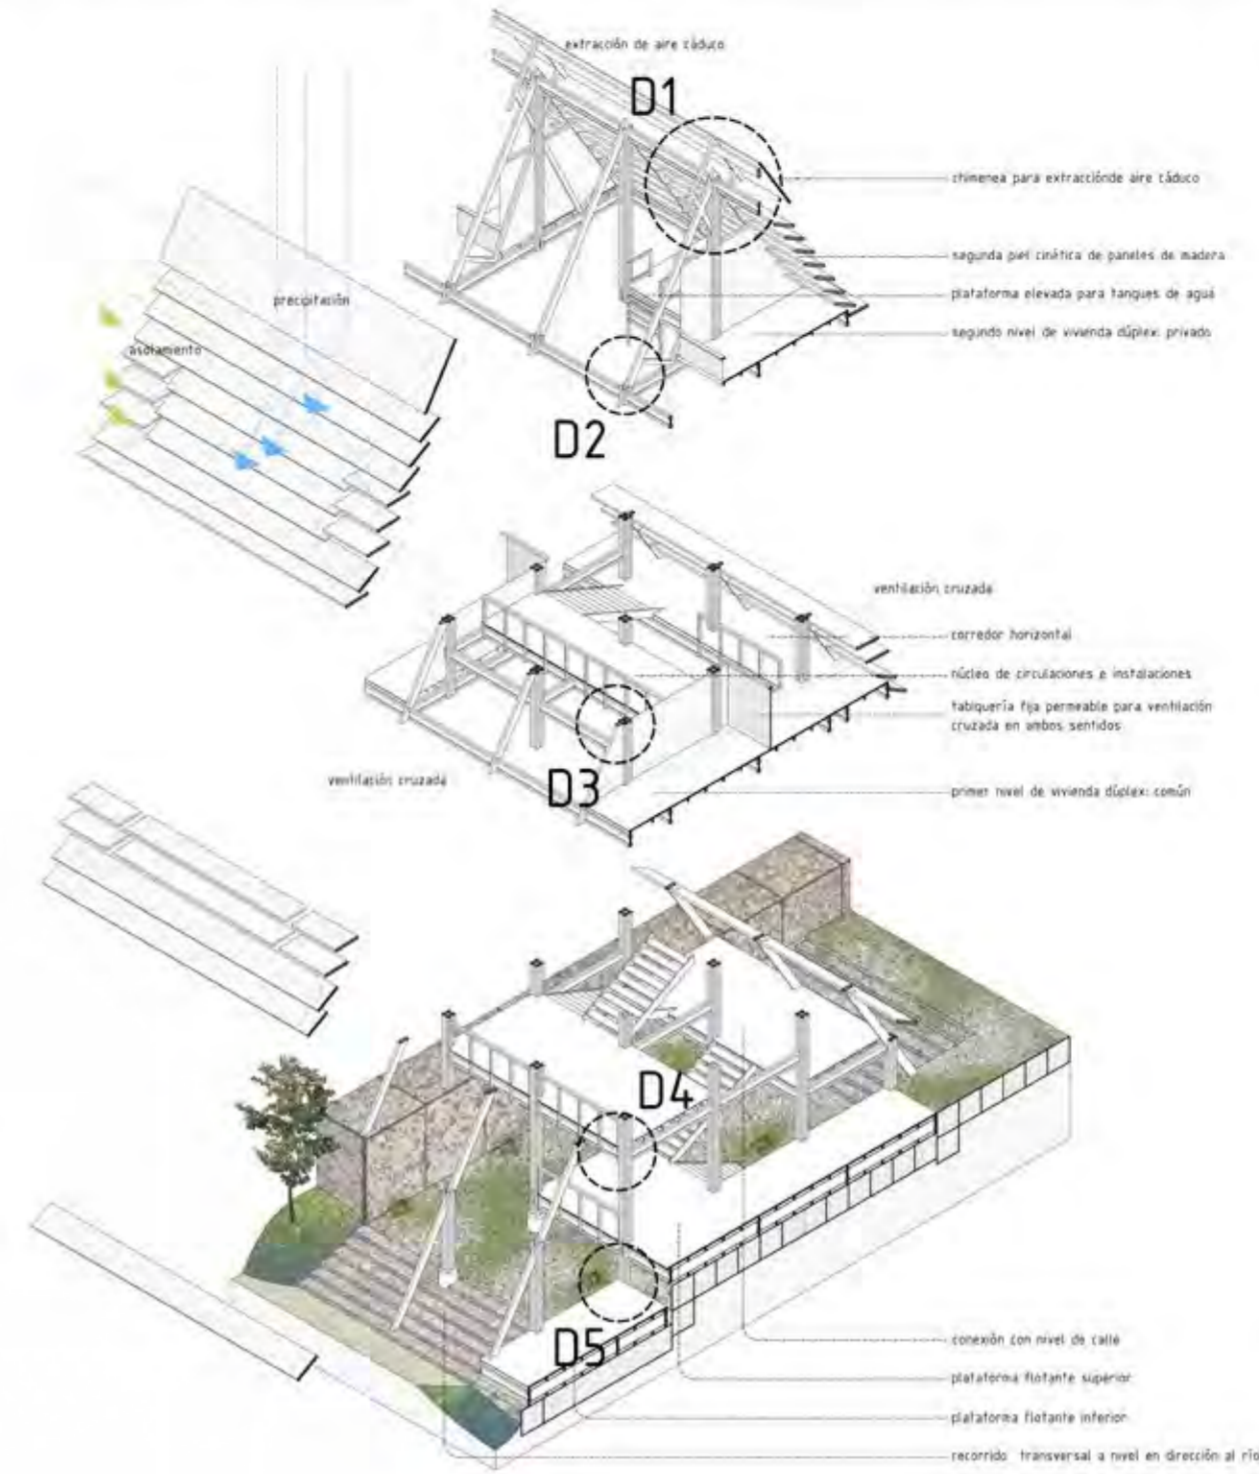 extracción de aire cáduco
D1
chimenea para extracciónde aire cáduco
segunda piel cinética de paneles de madera
precipitación
plataforma elevada para tanques de agua
segundo nivel de vivienda dúplex: privado
asolamiento
D2
ventilación cruzada
corredor horizontal
núcleo de circulaciones e instalaciones
tabiquería fija permeable para ventilación
cruzada en ambos sentidos
ventilación cruzada
D3
primer nivel de vivienda dúplex: común
D4
D5
conexión con nivel de calle
plataforma flotante superior
plataforma flotante inferior
recorrido transversal a nivel en dirección al río